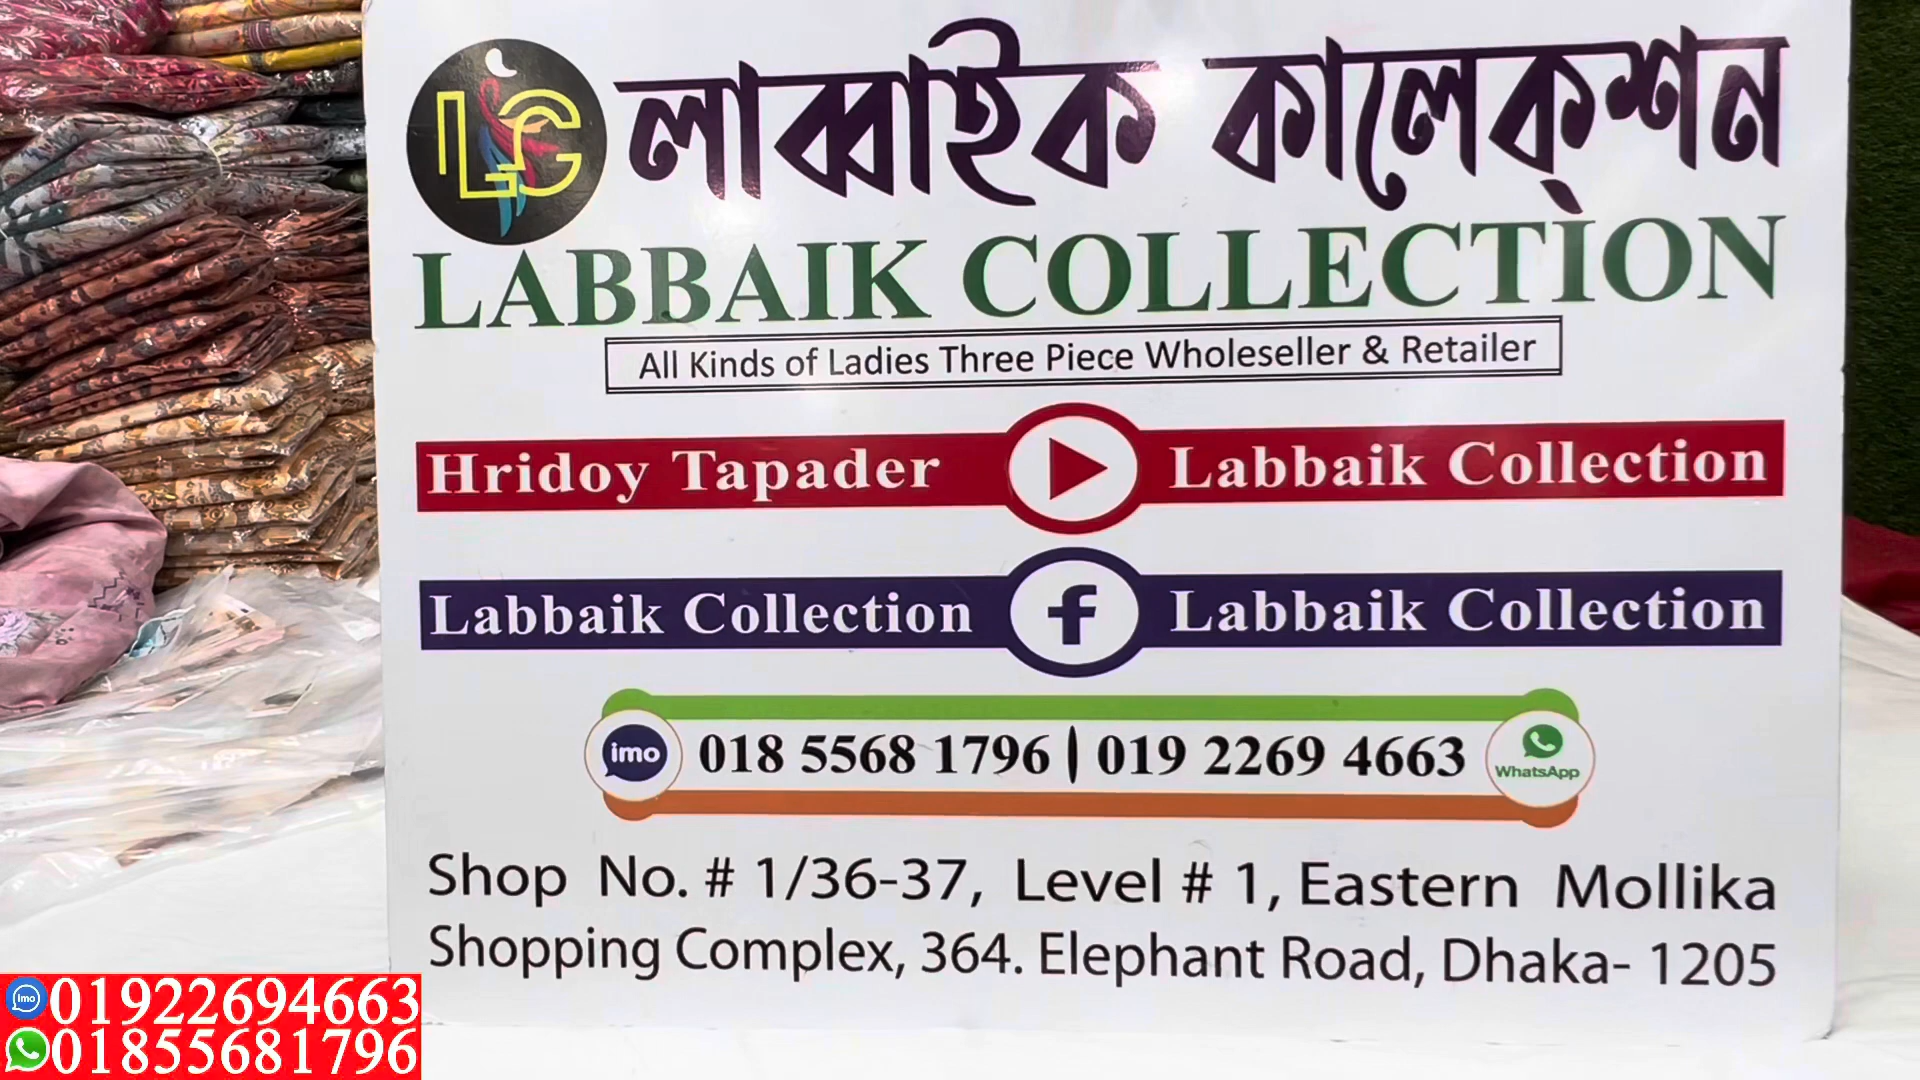 LC
লাব্বাইক কালেক্শন
LABBAIK COLLECTION
All Kinds of Ladies Three Piece Wholeseller & Retailer
Hridoy Tapader Labbaik Collection
Labbaik Collection f Labbaik Collection
imo 018 5568 1796 | 019 2269 4663 WhatsApp
Shop No. # 1/36-37, Level # 1, Eastern Mollika
Shopping Complex, 364. Elephant Road, Dhaka- 1205
imo 01922694663
01855681796